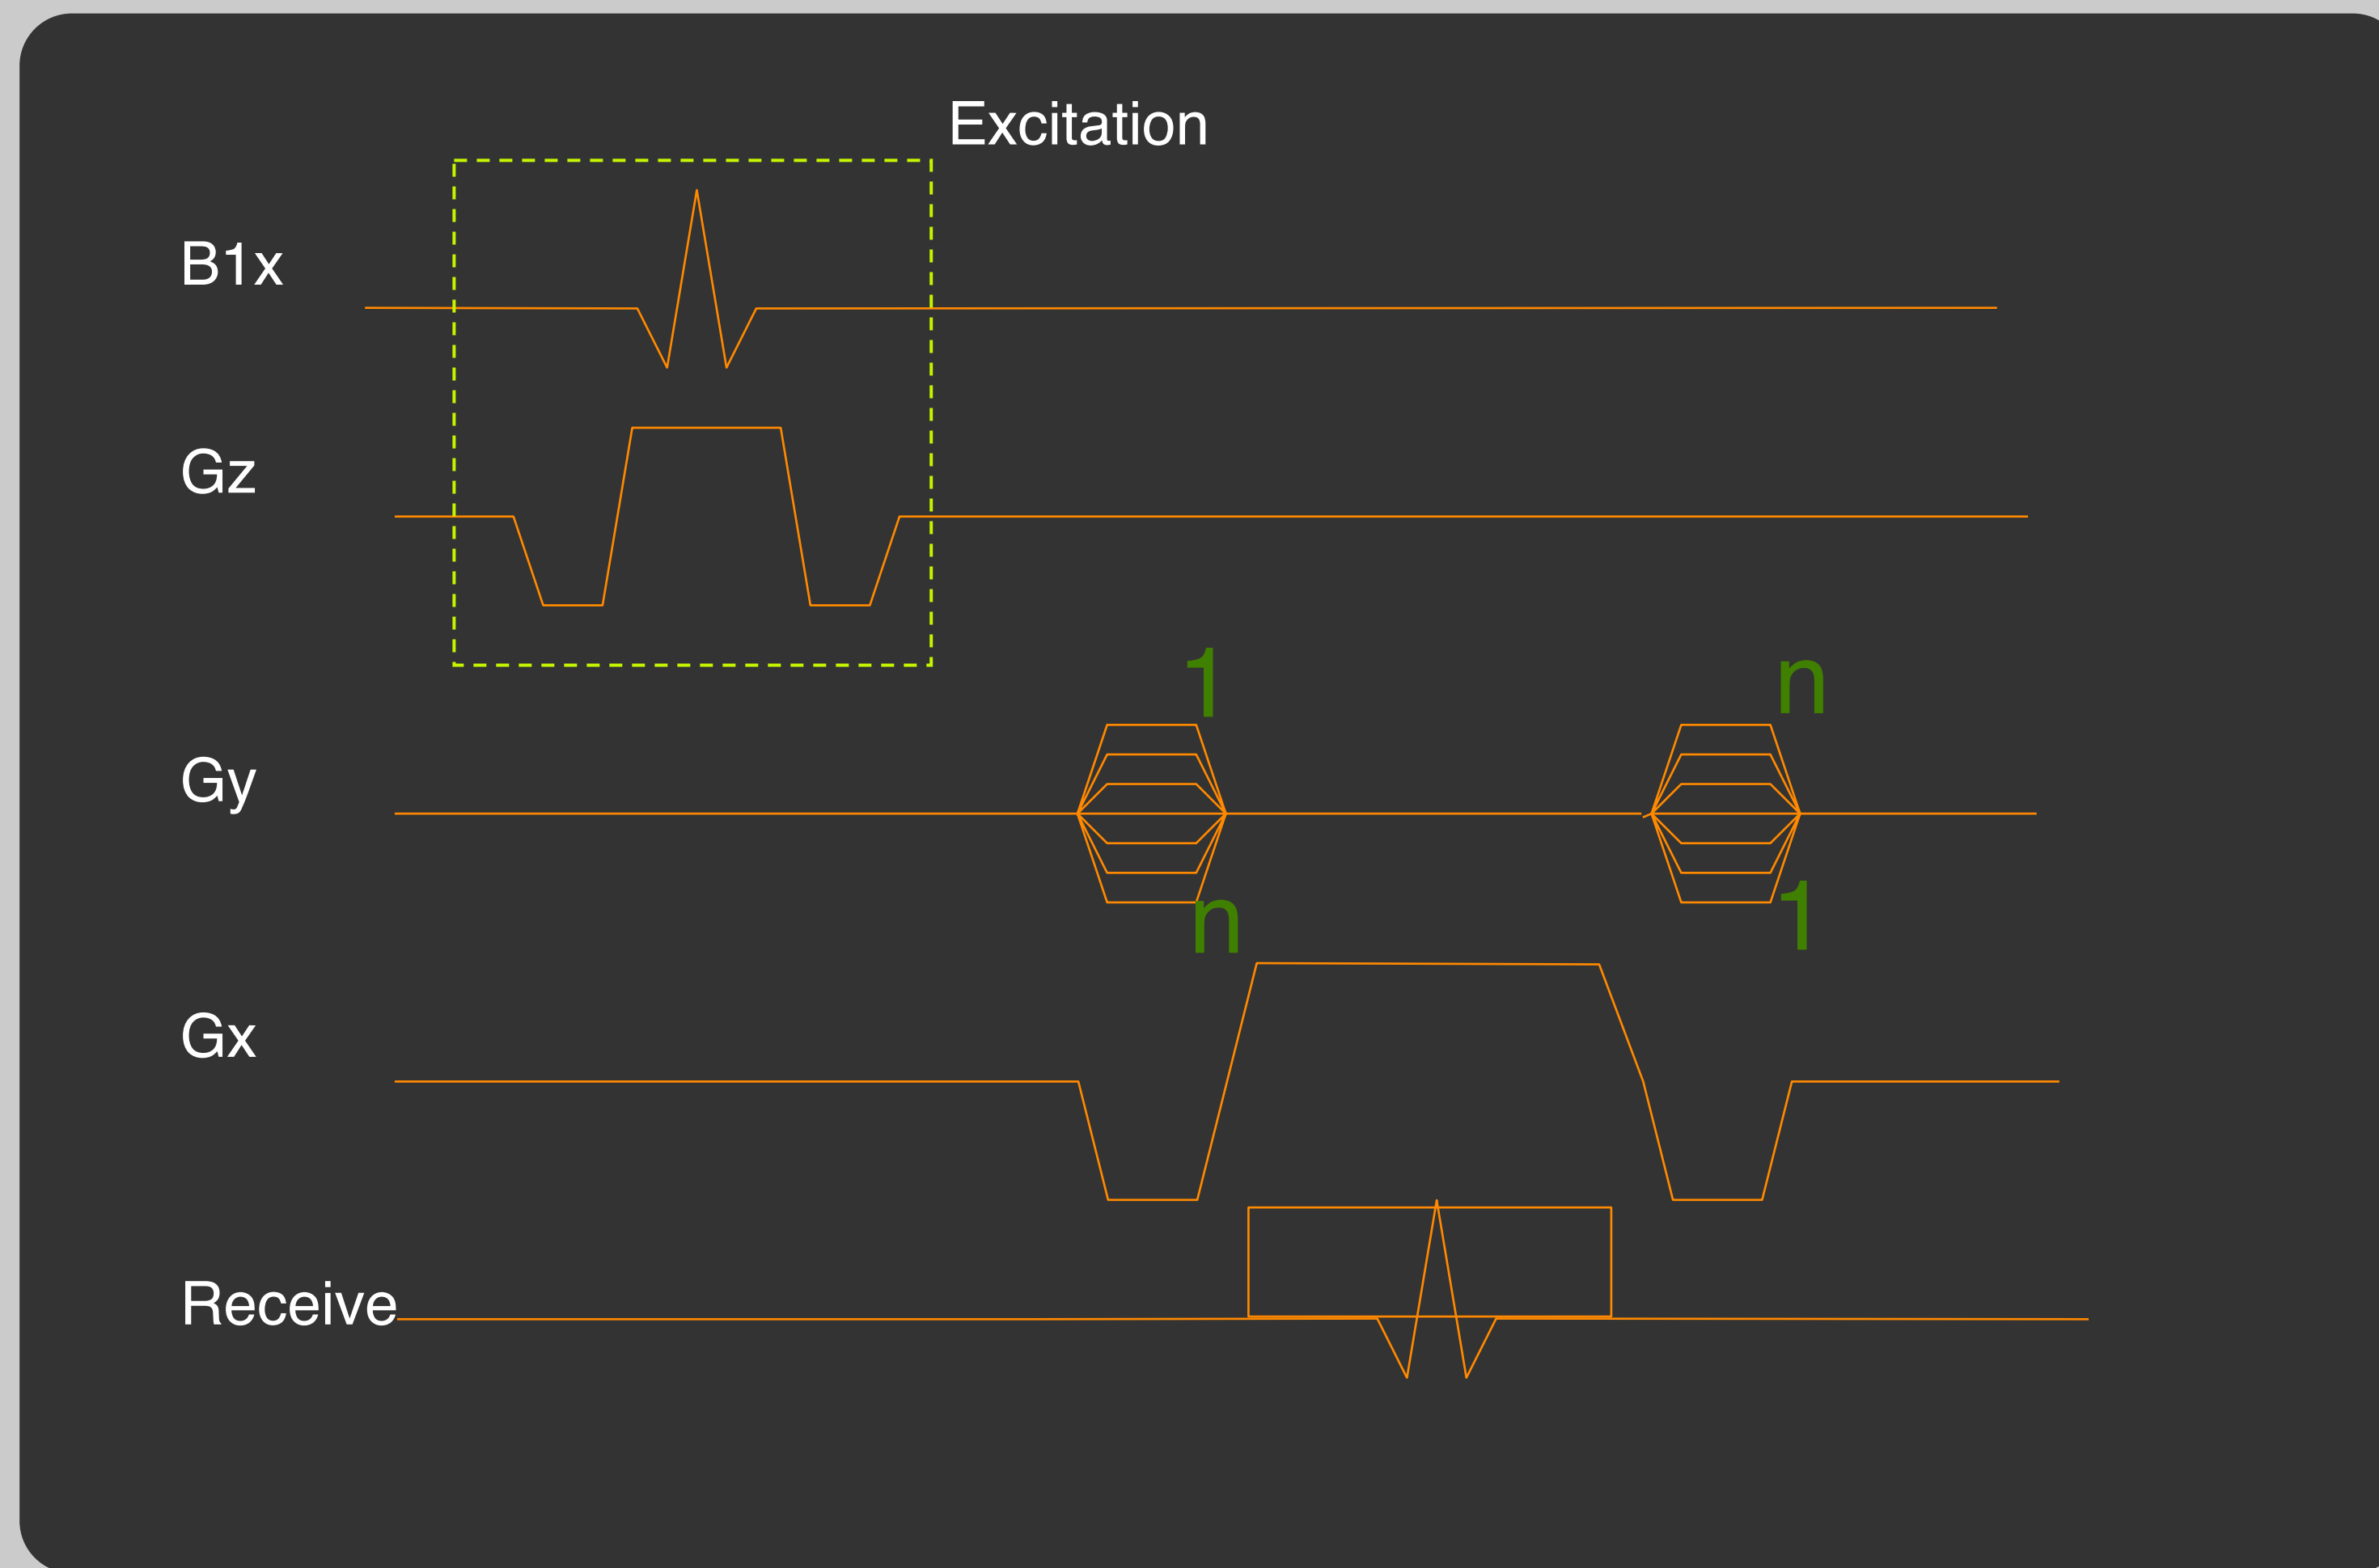 Excitation
B1x
Gz
1
n
Gy
n
1
Gx
Receive